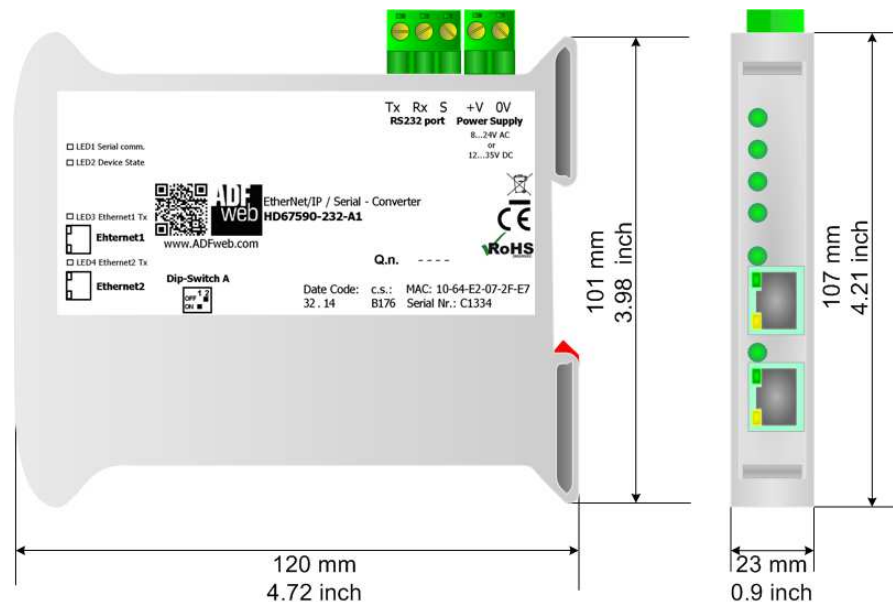 Tx Rx S +V 0V
RS232 port Power Supply
8...24V AC
or
12...35V DC
LED1 Serial comm.
LED2 Device State
ADF
web
EtherNet/IP / Serial - Converter
HD67590-232-A1
www.ADFweb.com
CE
RoHS
LED3 Ethernet1 Tx
Ehternet1
LED4 Ethernet2 Tx
Ethernet2
Q.n. - - - -
Dip-Switch A
1 2
OFF
ON
Date Code: c.s.: MAC: 10-64-E2-07-2F-E7
32.14 B176 Serial Nr.: C1334
101 mm
3.98 inch
107 mm
4.21 inch
120 mm
4.72 inch
23 mm
0.9 inch